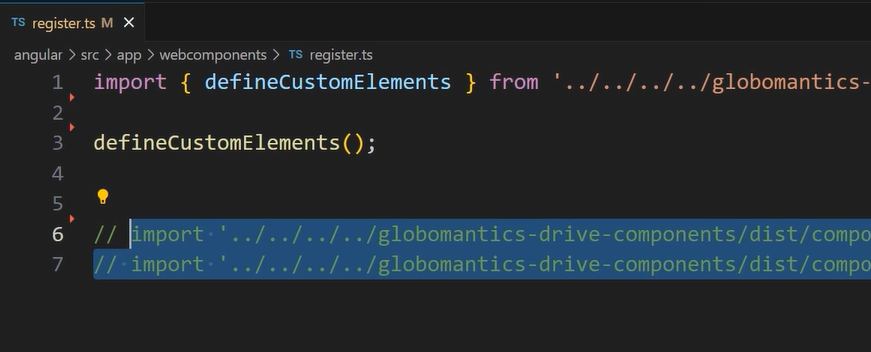 TS register.ts M ×
angular > src > app > webcomponents > TS register.ts
1 import { defineCustomElements } from '../../../../globomantics-
2
3 defineCustomElements();
4
5
6 // import '../../../../globomantics-drive-components/dist/compo
7 // import '../../../../globomantics-drive-components/dist/compo